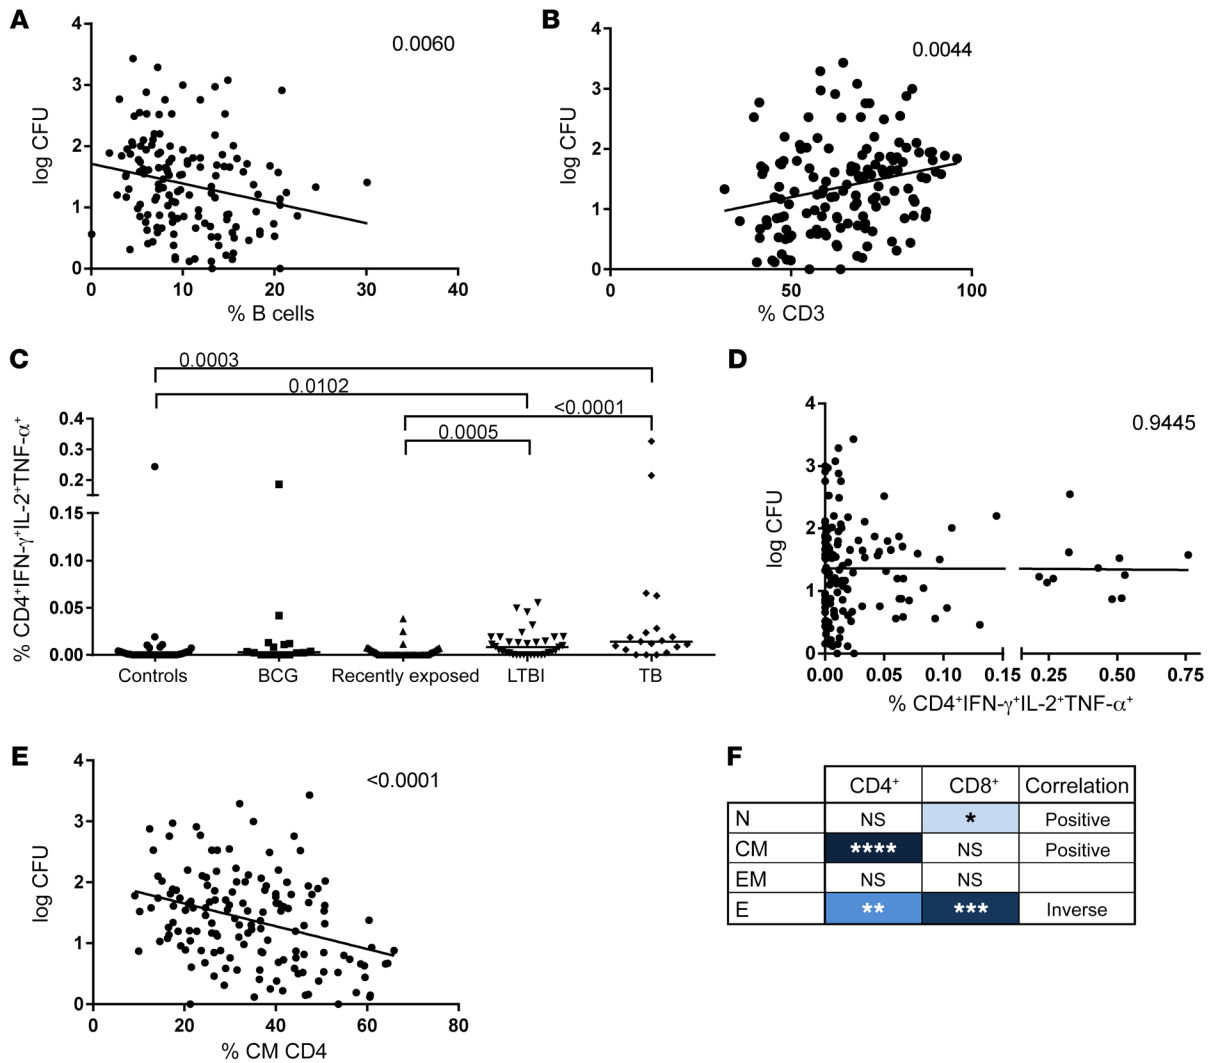 A
0.0060
log CFU
4
3
2
1
0
0 10 20 30 40
% B cells
B
0.0044
log CFU
4
3
2
1
0
0 50 100
% CD3
C
0.0003
0.0102
<0.0001
0.0005
% CD4⁺IFN-γ⁺IL-2⁺TNF-α⁺
0.4
0.3
0.2
0.15
0.10
0.05
0.00
Controls BCG Recently exposed LTBI TB
D
0.9445
log CFU
4
3
2
1
0
0.00 0.05 0.10 0.15 0.25 0.50 0.75
% CD4⁺IFN-γ⁺IL-2⁺TNF-α⁺
E
<0.0001
log CFU
4
3
2
1
0
0 20 40 60 80
% CM CD4
F
CD4⁺ CD8⁺ Correlation
N NS * Positive
CM **** NS Positive
EM NS NS
E ** *** Inverse